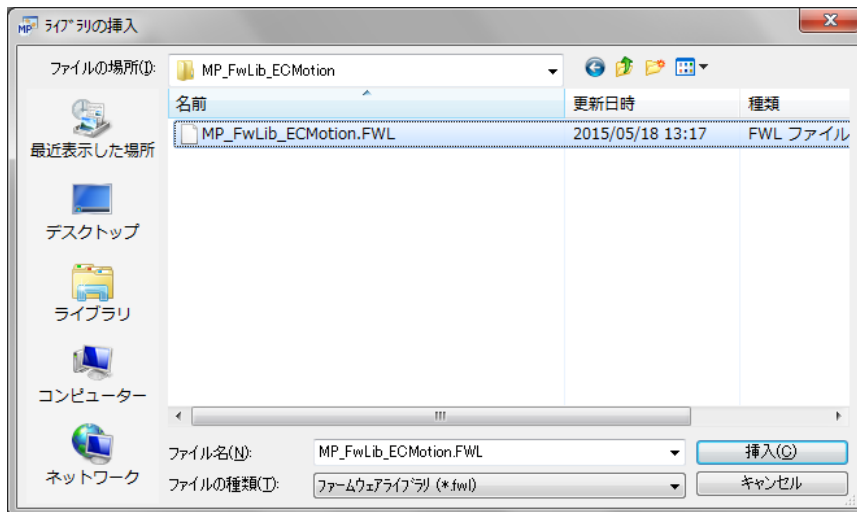 MP ライブラリの挿入
ファイルの場所(I): MP_FwLib_ECMotion
名前 更新日時 種類
MP_FwLib_ECMotion.FWL 2015/05/18 13:17 FWL ファイル
最近表示した場所
デスクトップ
ライブラリ
コンピューター
ネットワーク
ファイル名(N): MP_FwLib_ECMotion.FWL 挿入(C)
ファイルの種類(T): ファームウェアライブラリ (*.fwl) キャンセル